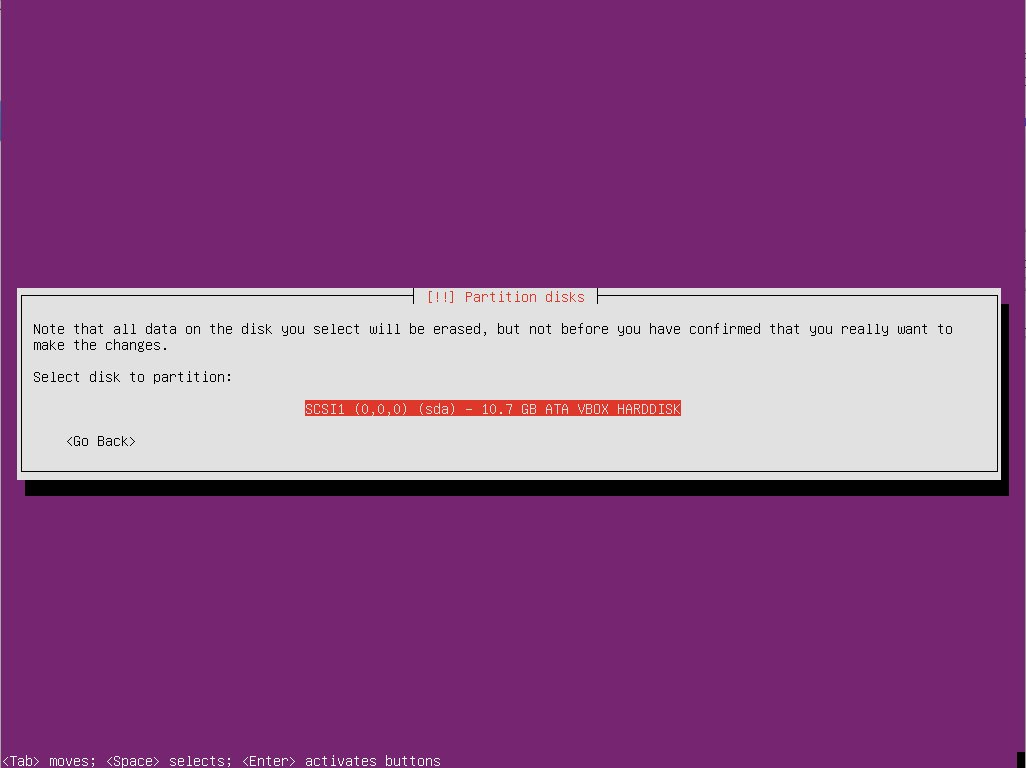 [!!] Partition disks
Note that all data on the disk you select will be erased, but not before you have confirmed that you really want to
make the changes.
Select disk to partition:
SCSI1 (0,0,0) (sda) - 10.7 GB ATA VBOX HARDDISK
<Go Back>
<Tab> moves; <Space> selects; <Enter> activates buttons